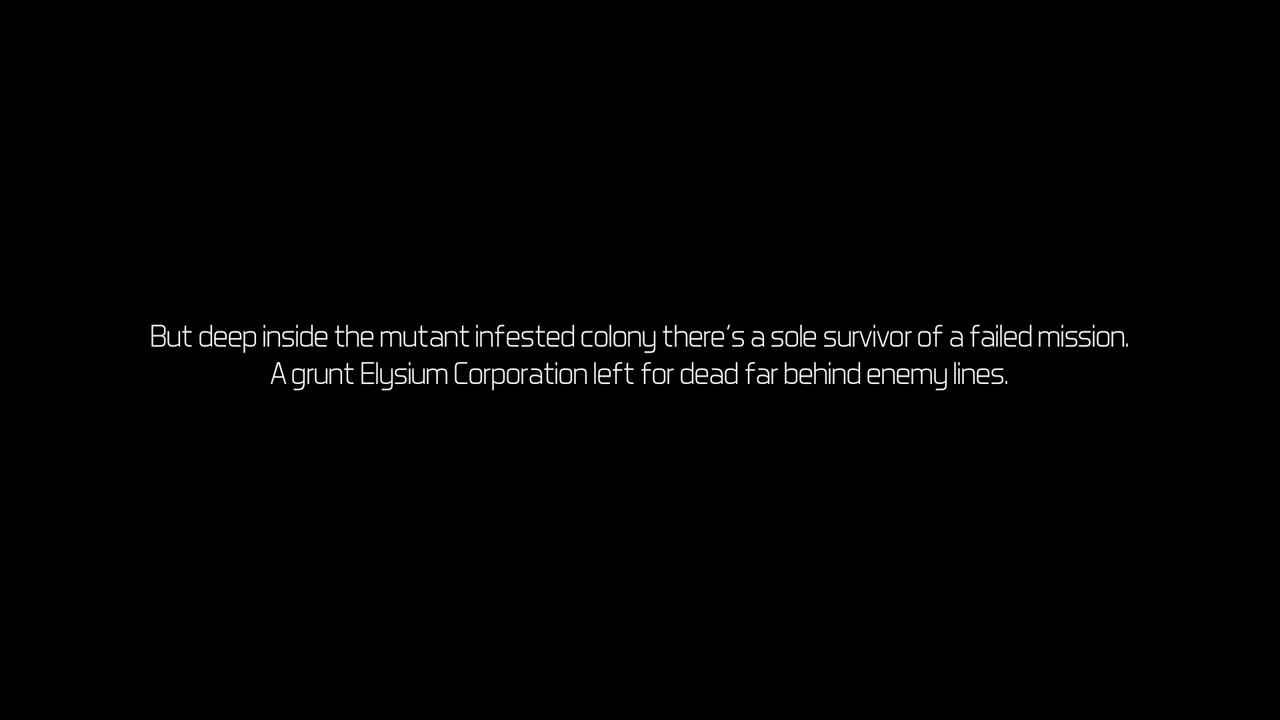 But deep inside the mutant infested colony there's a sole survivor of a failed mission.
A grunt Elysium Corporation left for dead far behind enemy lines.